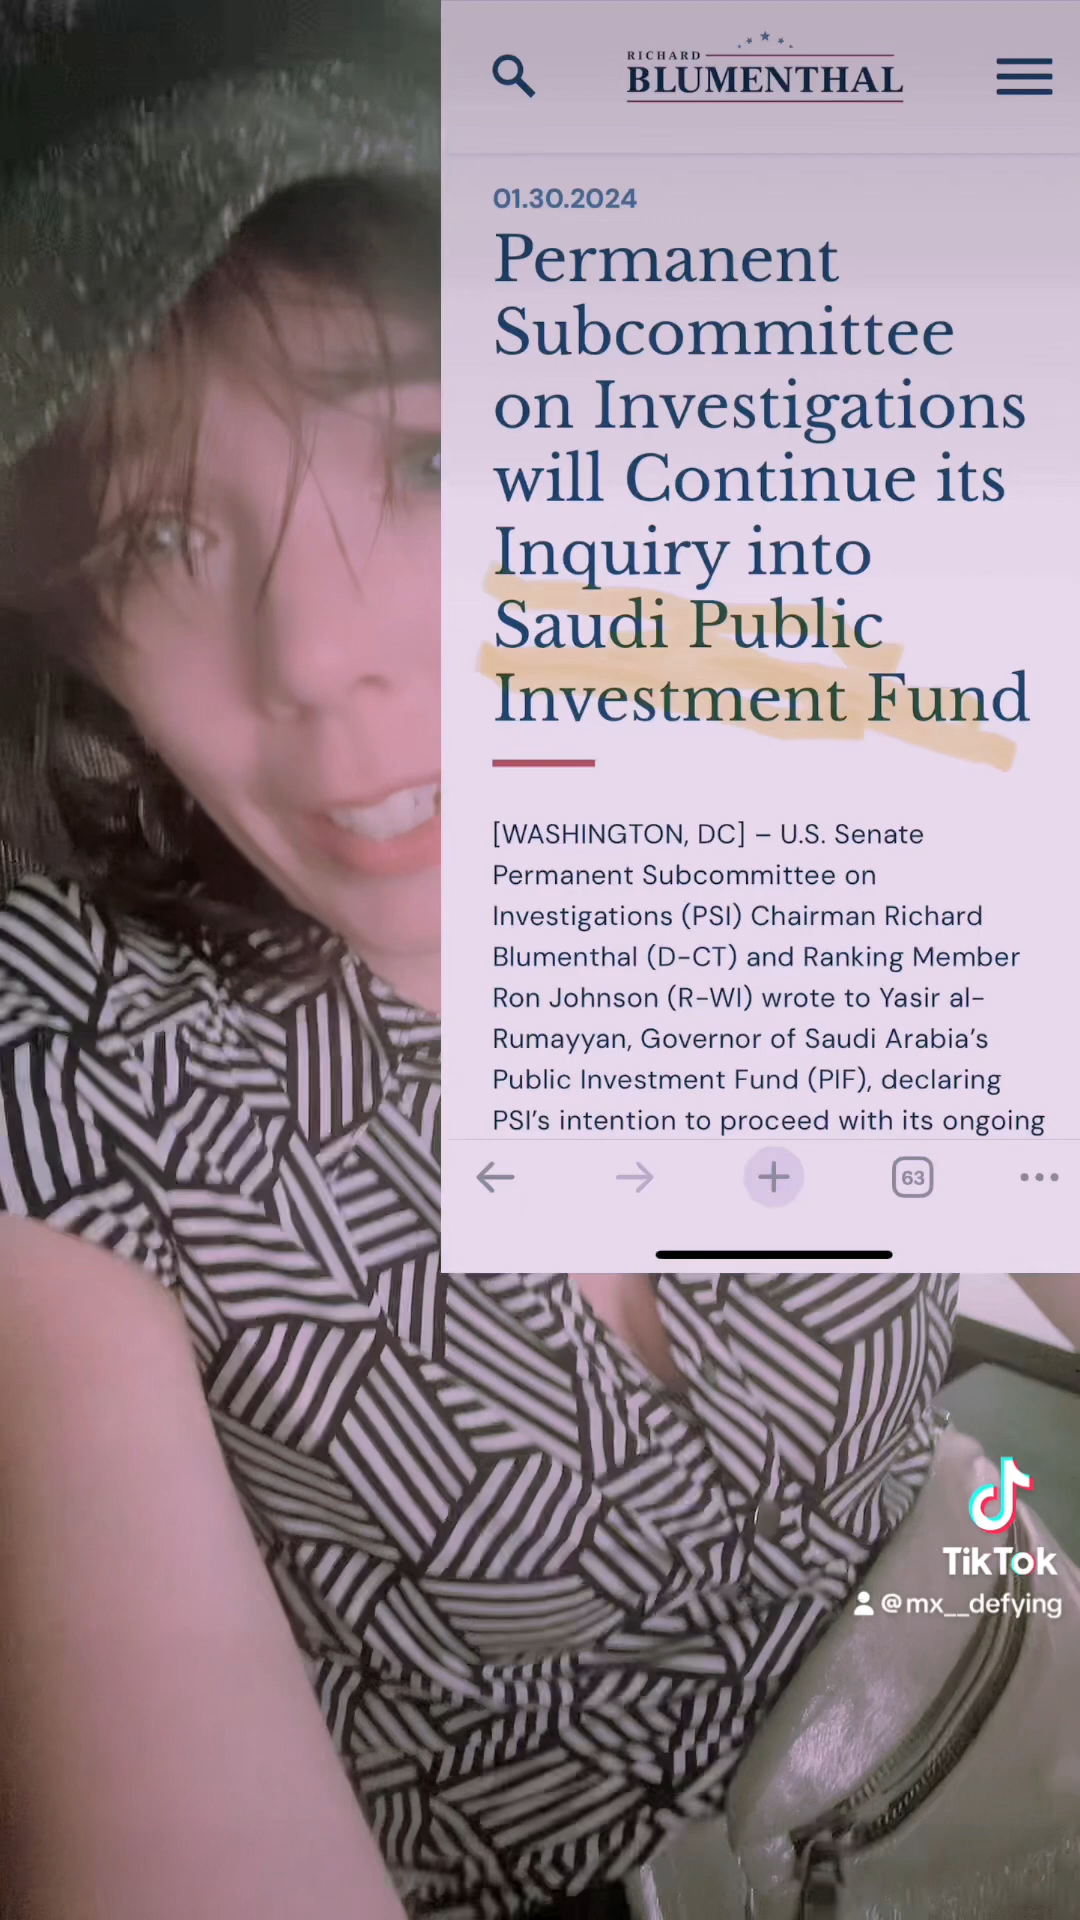 RICHARD
BLUMENTHAL
01.30.2024
Permanent
Subcommittee
on Investigations
will Continue its
Inquiry into
Saudi Public
Investment Fund
[WASHINGTON, DC] – U.S. Senate
Permanent Subcommittee on
Investigations (PSI) Chairman Richard
Blumenthal (D-CT) and Ranking Member
Ron Johnson (R-WI) wrote to Yasir al-
Rumayyan, Governor of Saudi Arabia's
Public Investment Fund (PIF), declaring
PSI's intention to proceed with its ongoing
63
TikTok
@mx__defying